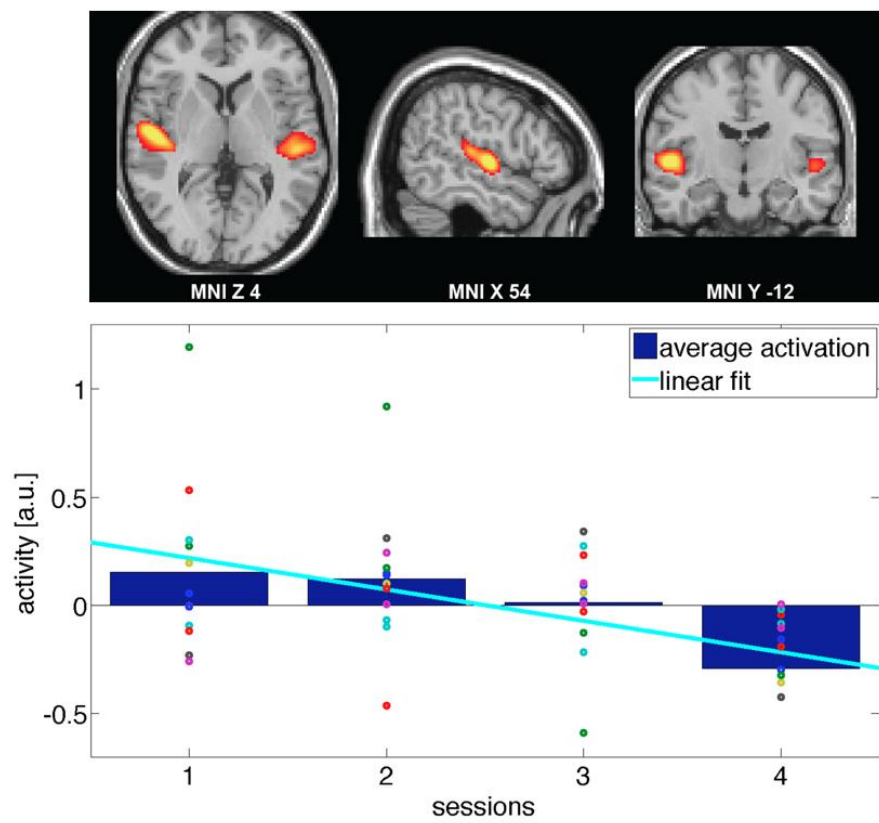 MNI Z 4
MNI X 54
MNI Y -12
average activation
linear fit
activity [a.u.]
1
0.5
0
-0.5
1
2
3
4
sessions